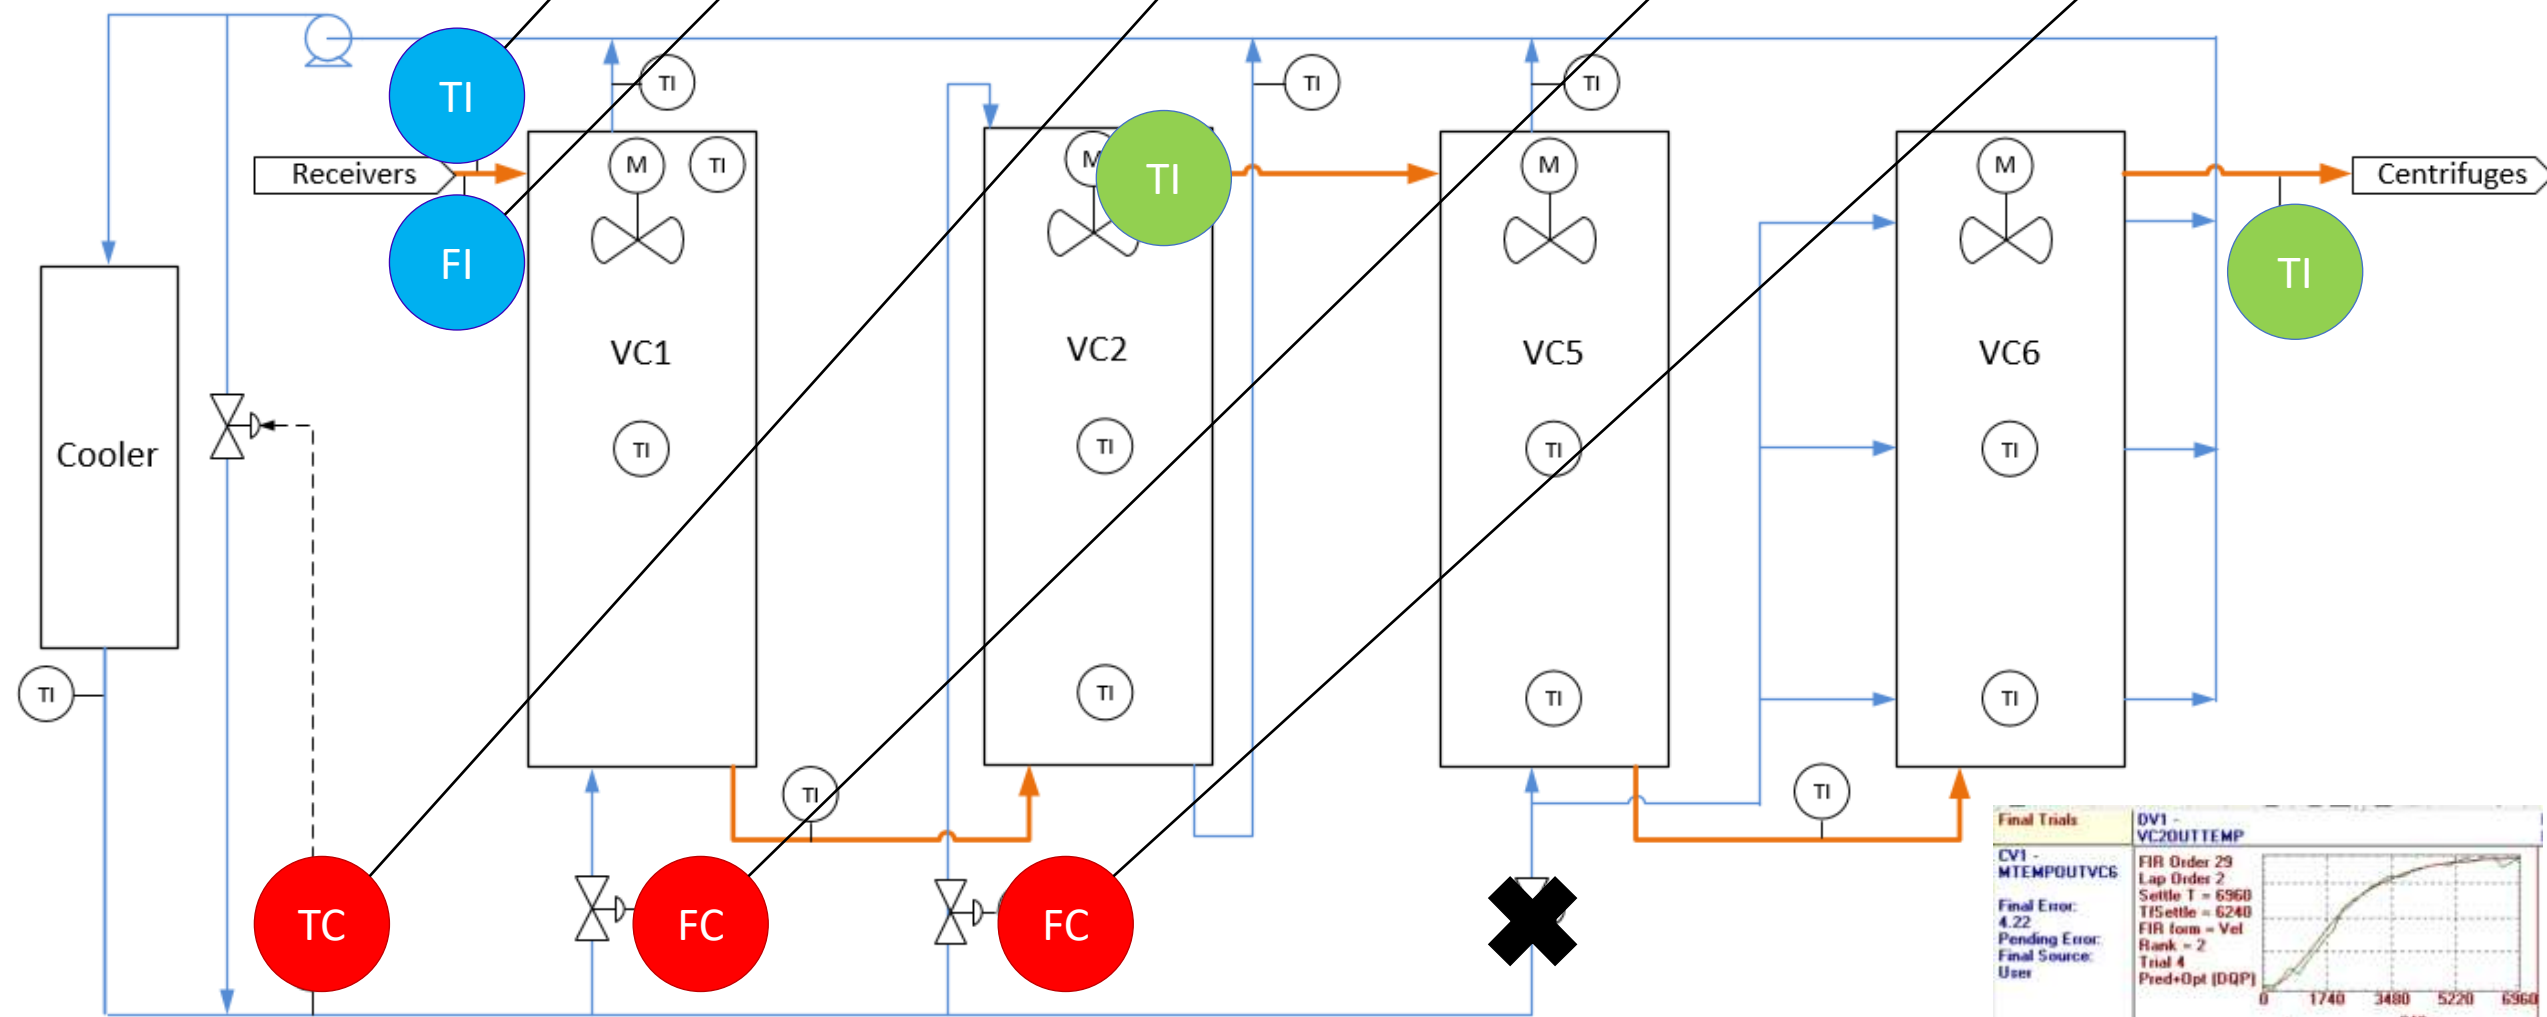 TI
TI
TI
TI
M
TI
M
TI
M
M
Receivers
Centrifuges
FI
TI
VC1
VC2
VC5
VC6
Cooler
TI
TI
TI
TI
TI
TI
TI
TI
TI
TI
TC
FC
FC
Final Trials
DV1 -
VC2OUTTEMP
CV1 -
MTEMPOUTVC6
Final Error:
4.22
Pending Error:
Final Source:
User
FIR Order 29
Lap Order 2
Settle T = 6960
TfSettle = 6240
FIR form = Vel
Rank = 2
Trial 4
Pred+Opt (DQP)
0 1740 3480 5220 6960